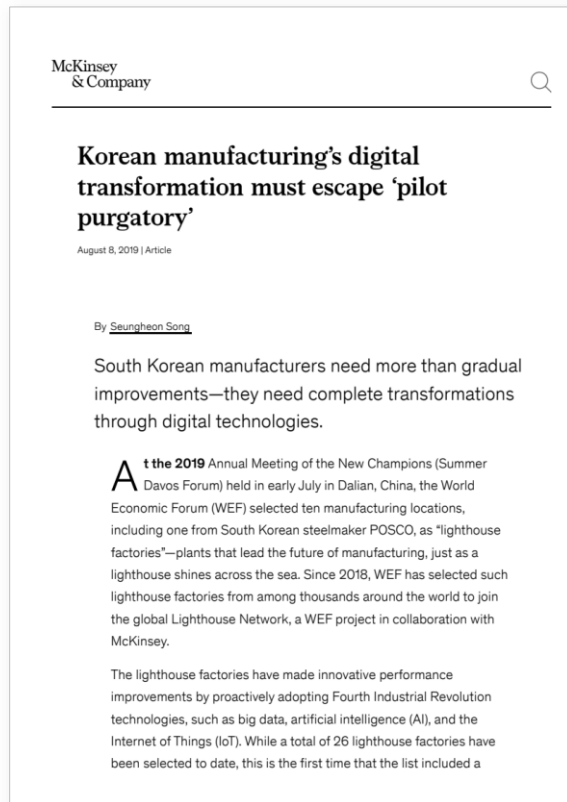 McKinsey
& Company
Korean manufacturing’s digital
transformation must escape ‘pilot
purgatory’
August 8, 2019 | Article
By Seungheon Song
South Korean manufacturers need more than gradual
improvements—they need complete transformations
through digital technologies.
At the 2019 Annual Meeting of the New Champions (Summer
Davos Forum) held in early July in Dalian, China, the World
Economic Forum (WEF) selected ten manufacturing locations,
including one from South Korean steelmaker POSCO, as “lighthouse
factories”—plants that lead the future of manufacturing, just as a
lighthouse shines across the sea. Since 2018, WEF has selected such
lighthouse factories from among thousands around the world to join
the global Lighthouse Network, a WEF project in collaboration with
McKinsey.
The lighthouse factories have made innovative performance
improvements by proactively adopting Fourth Industrial Revolution
technologies, such as big data, artificial intelligence (AI), and the
Internet of Things (IoT). While a total of 26 lighthouse factories have
been selected to date, this is the first time that the list included a